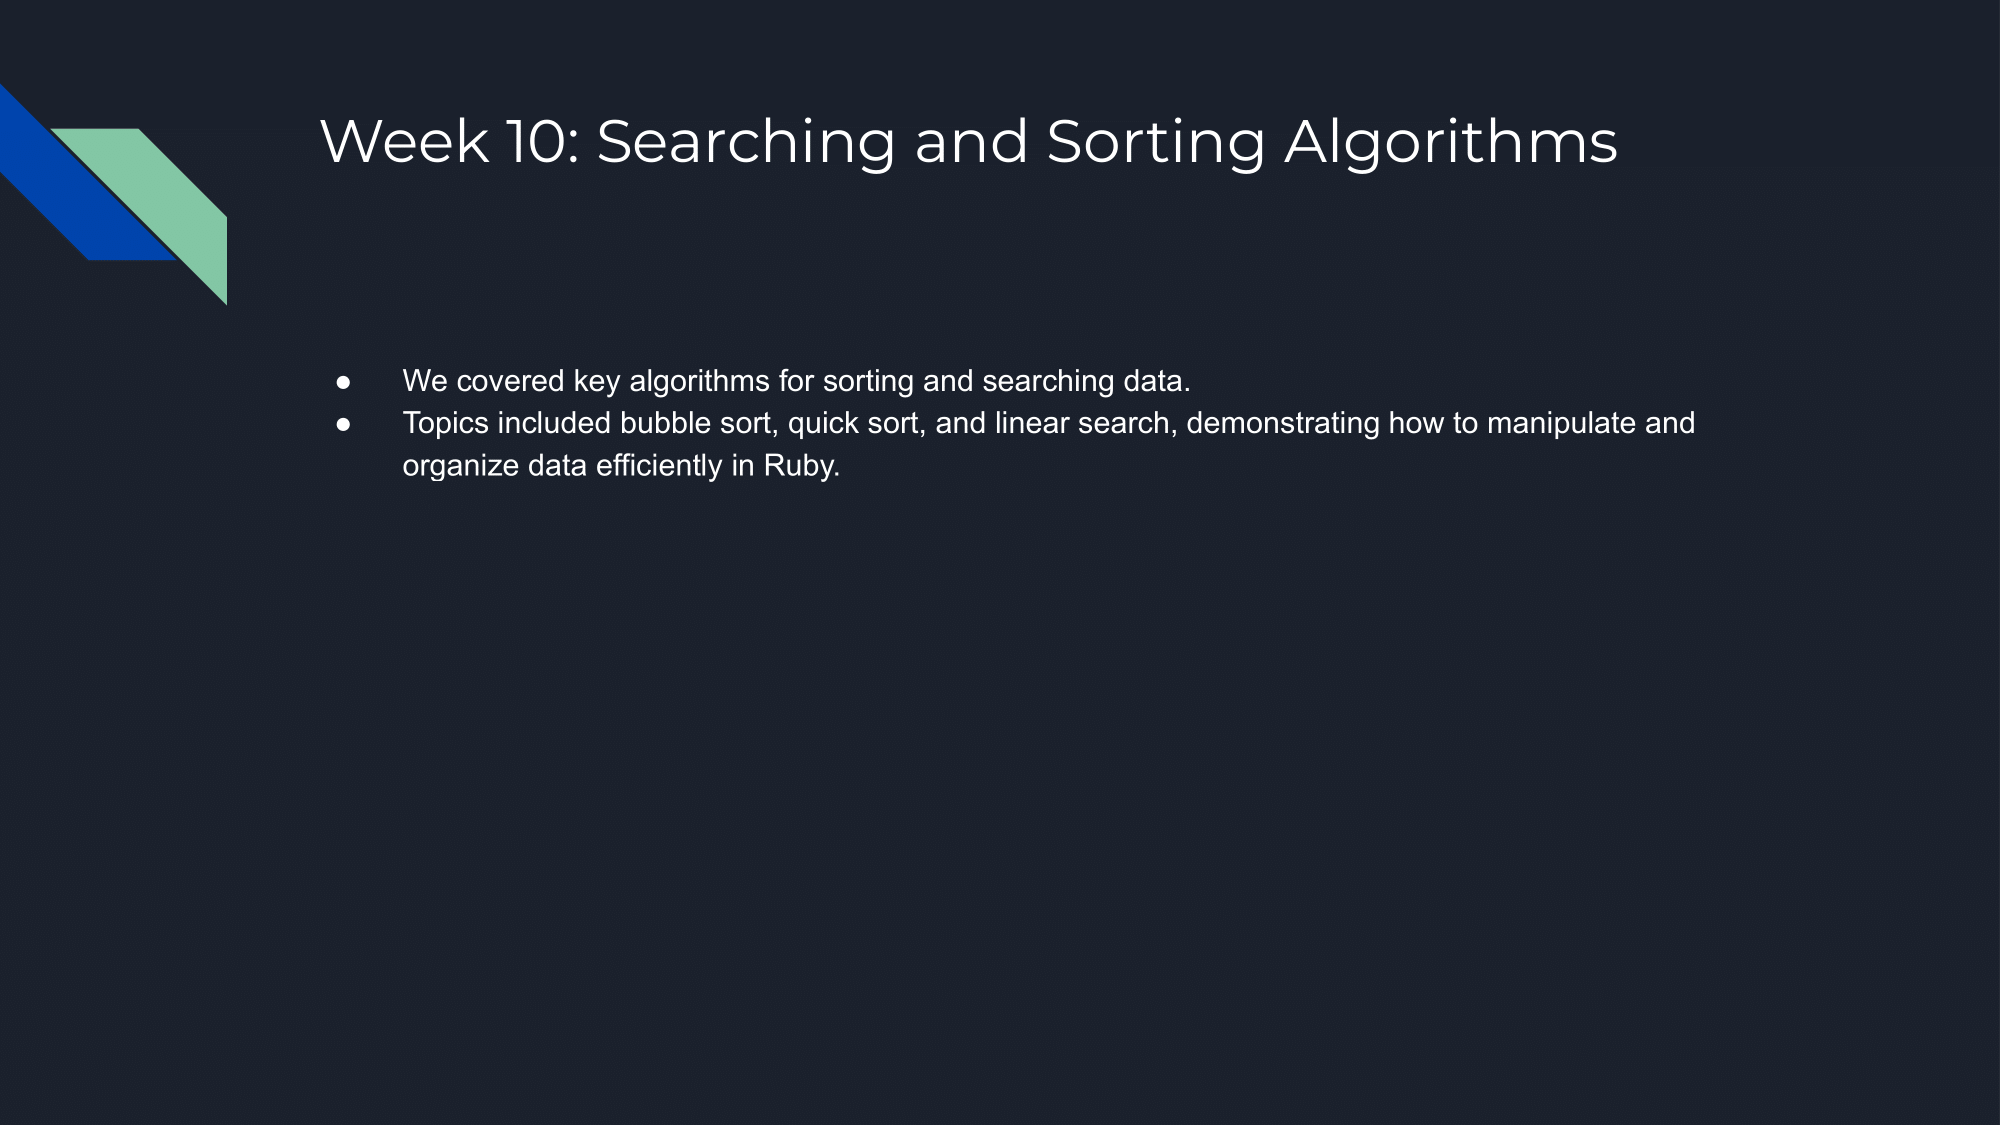 Week 10: Searching and Sorting Algorithms
● We covered key algorithms for sorting and searching data.
● Topics included bubble sort, quick sort, and linear search, demonstrating how to manipulate and
organize data efficiently in Ruby.